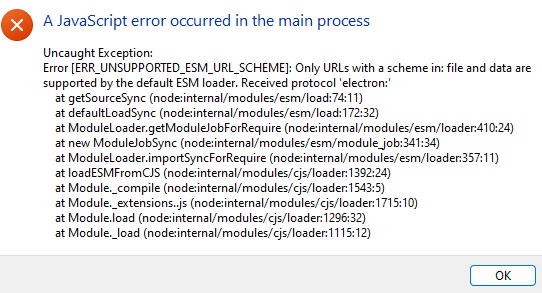 A JavaScript error occurred in the main process
Uncaught Exception:
Error [ERR_UNSUPPORTED_ESM_URL_SCHEME]: Only URLs with a scheme in: file and data are
supported by the default ESM loader. Received protocol 'electron:'
at getSourceSync (node:internal/modules/esm/load:74:11)
at defaultLoadSync (node:internal/modules/esm/load:172:32)
at ModuleLoader.getModuleJobForRequire (node:internal/modules/esm/loader:410:24)
at new ModuleJobSync (node:internal/modules/esm/module_job:341:34)
at ModuleLoader.importSyncForRequire (node:internal/modules/esm/loader:357:11)
at loadESMFromCJS (node:internal/modules/cjs/loader:1392:24)
at Module._compile (node:internal/modules/cjs/loader:1543:5)
at Module._extensions..js (node:internal/modules/cjs/loader:1715:10)
at Module.load (node:internal/modules/cjs/loader:1296:32)
at Module._load (node:internal/modules/cjs/loader:1115:12)
OK